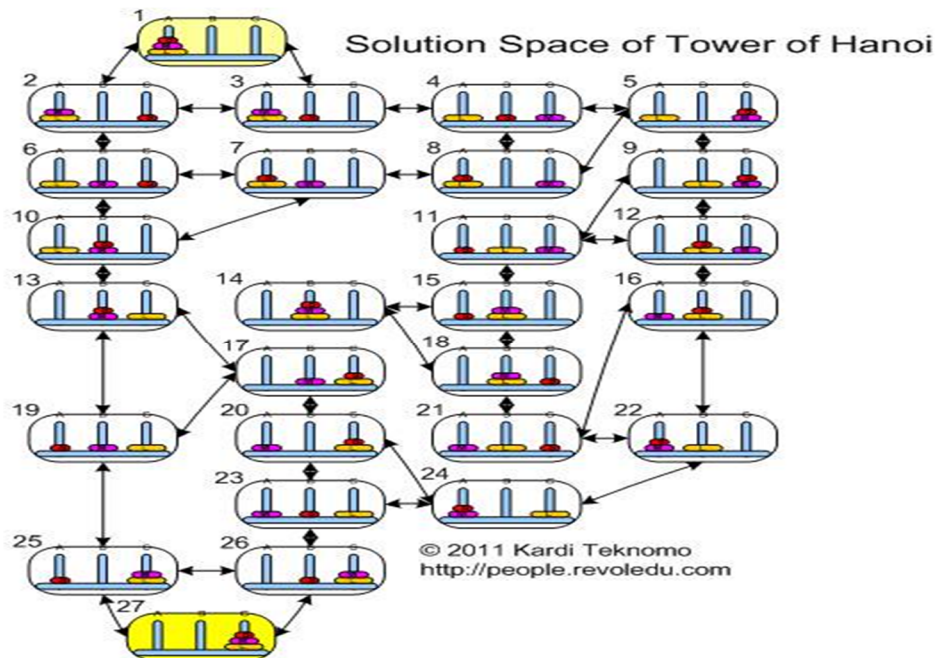 1 A B C
Solution Space of Tower of Hanoi
2 A B C 3 A B C 4 A B C 5 A B C
6 A B C 7 A B C 8 A B C 9 A B C
10 A B C 11 A B C 12 A B C
13 A B C 14 A B C 15 A B C 16 A B C
17 A B C 18 A B C
19 A B C 20 A B C 21 A B C 22 A B C
23 A B C 24 A B C
25 A B C 26 A B C
© 2011 Kardi Teknomo
http://people.revoledu.com
27 A B C